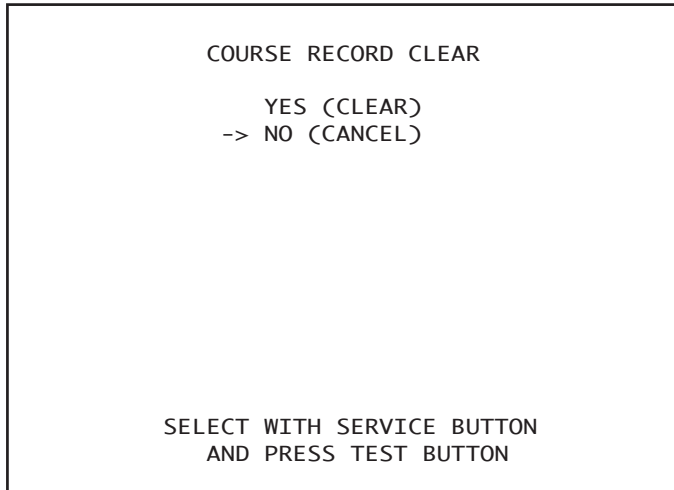 COURSE RECORD CLEAR
YES (CLEAR)
-> NO (CANCEL)
SELECT WITH SERVICE BUTTON
AND PRESS TEST BUTTON